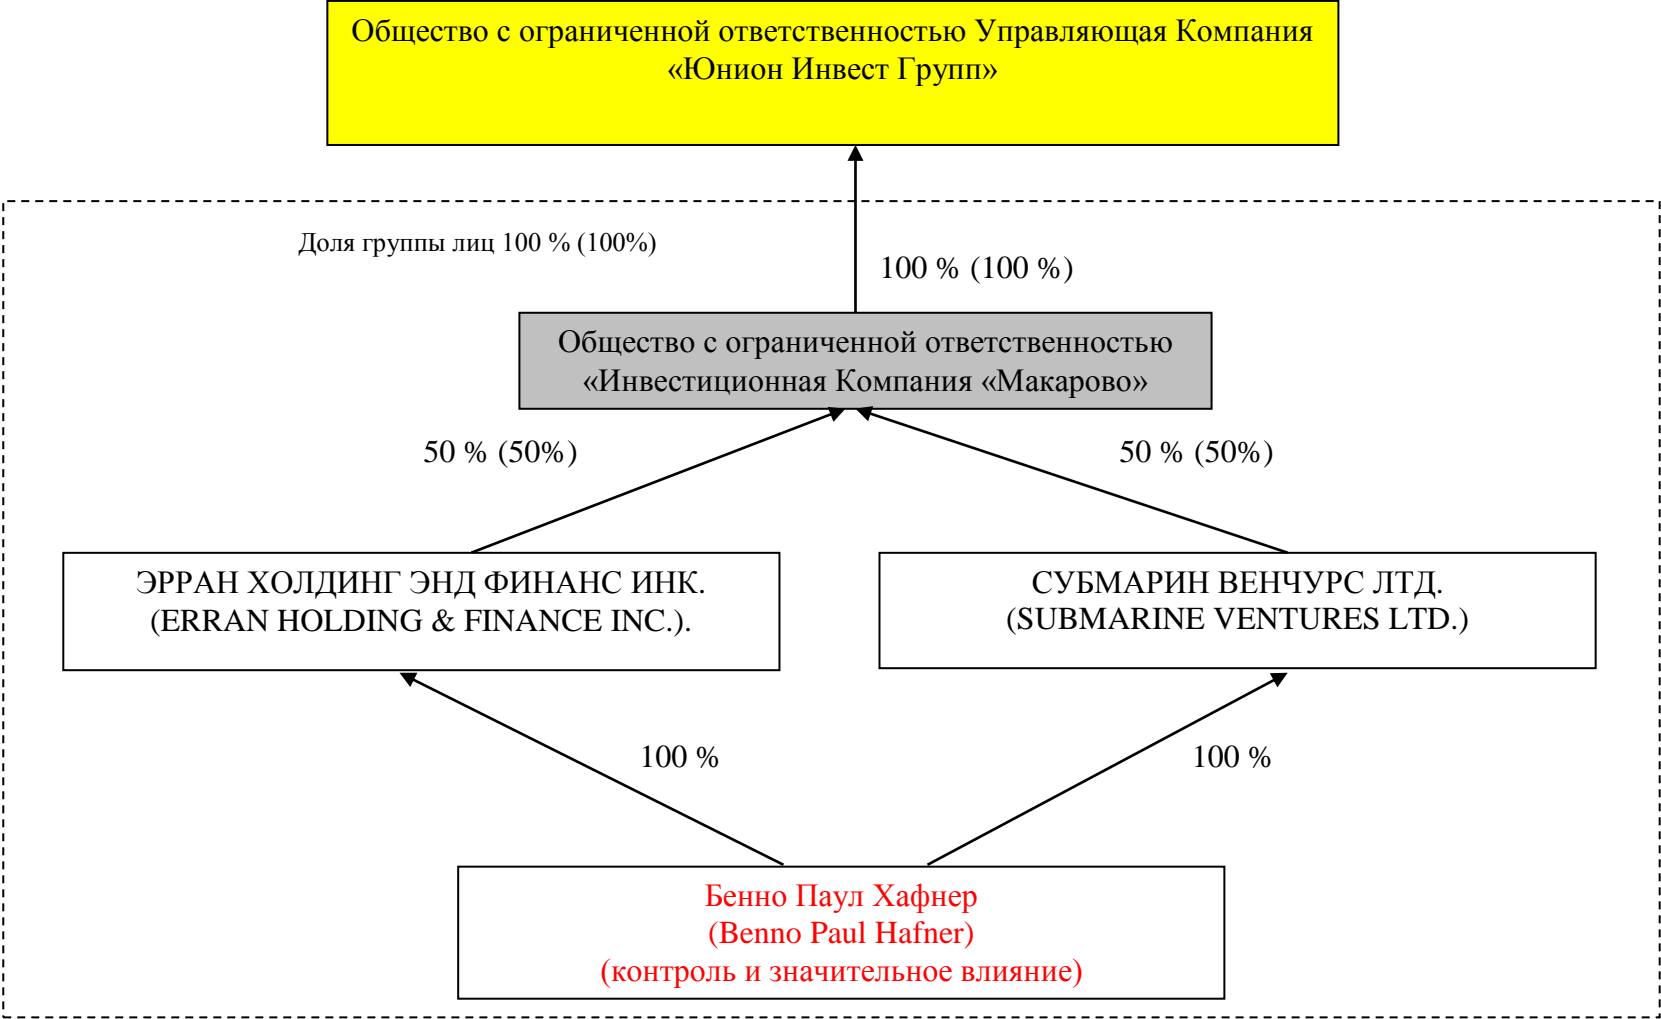 Общество с ограниченной ответственностью Управляющая Компания
«Юнион Инвест Групп»
Доля группы лиц 100 % (100%)
100 % (100 %)
Общество с ограниченной ответственностью
«Инвестиционная Компания «Макарово»
50 % (50%)
50 % (50%)
ЭРРАН ХОЛДИНГ ЭНД ФИНАНС ИНК.
(ERRAN HOLDING & FINANCE INC.).
СУБМАРИН ВЕНЧУРС ЛТД.
(SUBMARINE VENTURES LTD.)
100 %
100 %
Бенно Паул Хафнер
(Benno Paul Hafner)
(контроль и значительное влияние)